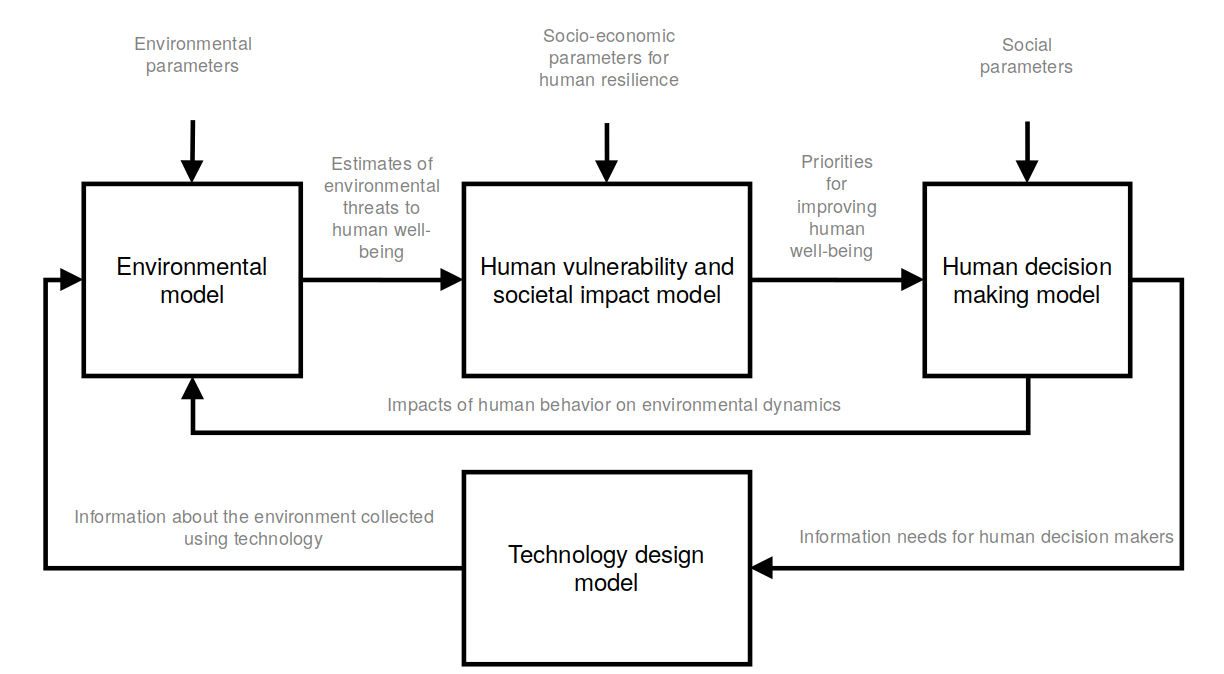 Environmental
parameters
Socio-economic
parameters for
human resilience
Social
parameters
Estimates of
environmental
threats to
human well-
being
Priorities
for
improving
human
well-being
Environmental
model
Human vulnerability and
societal impact model
Human decision
making model
Impacts of human behavior on environmental dynamics
Information about the environment collected
using technology
Technology design
model
Information needs for human decision makers